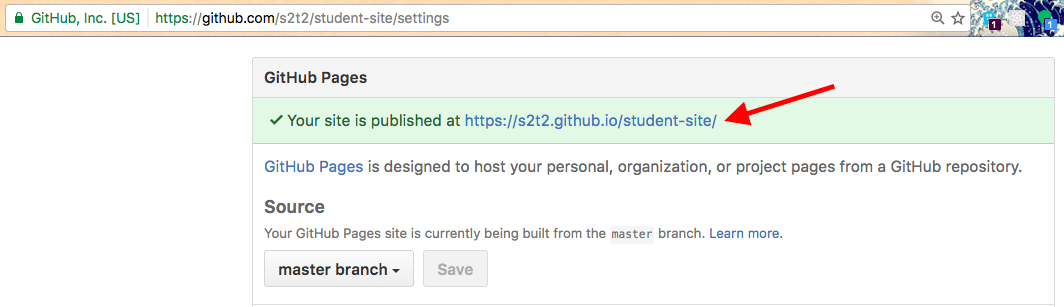 GitHub, Inc. [US] https://github.com/s2t2/student-site/settings
1
1
GitHub Pages
Your site is published at https://s2t2.github.io/student-site/
GitHub Pages is designed to host your personal, organization, or project pages from a GitHub repository.
Source
Your GitHub Pages site is currently being built from the master branch. Learn more.
master branch
Save